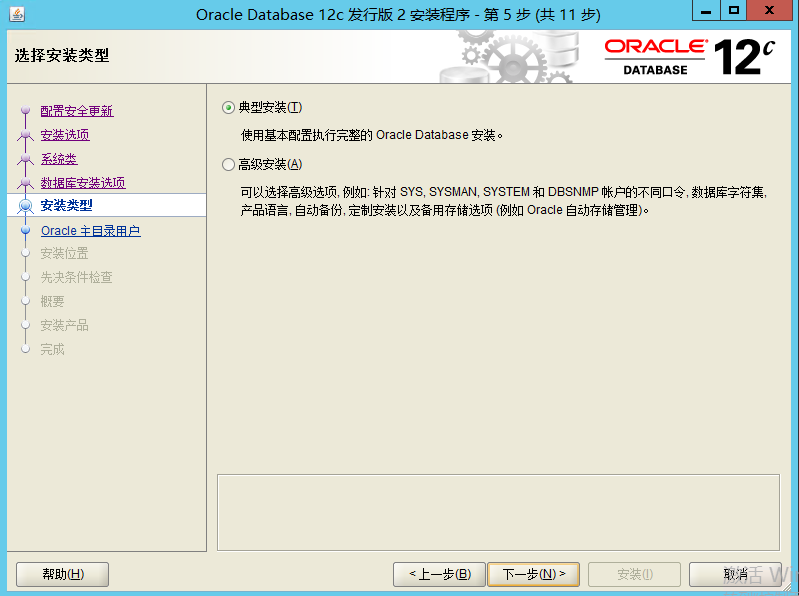 Oracle Database 12c 发行版 2 安装程序 - 第 5 步 (共 11 步)
选择安装类型
ORACLE
DATABASE
12c
配置安全更新
安装选项
系统类
数据库安装选项
安装类型
Oracle 主目录用户
安装位置
先决条件检查
概要
安装产品
完成
典型安装(T)
使用基本配置执行完整的 Oracle Database 安装。
高级安装(A)
可以选择高级选项, 例如: 针对 SYS, SYSMAN, SYSTEM 和 DBSNMP 帐户的不同口令, 数据库字符集,
产品语言, 自动备份, 定制安装以及备用存储选项 (例如 Oracle 自动存储管理)。
帮助(H)
< 上一步(B)
下一步(N) >
安装(I)
取消
激活 Wi